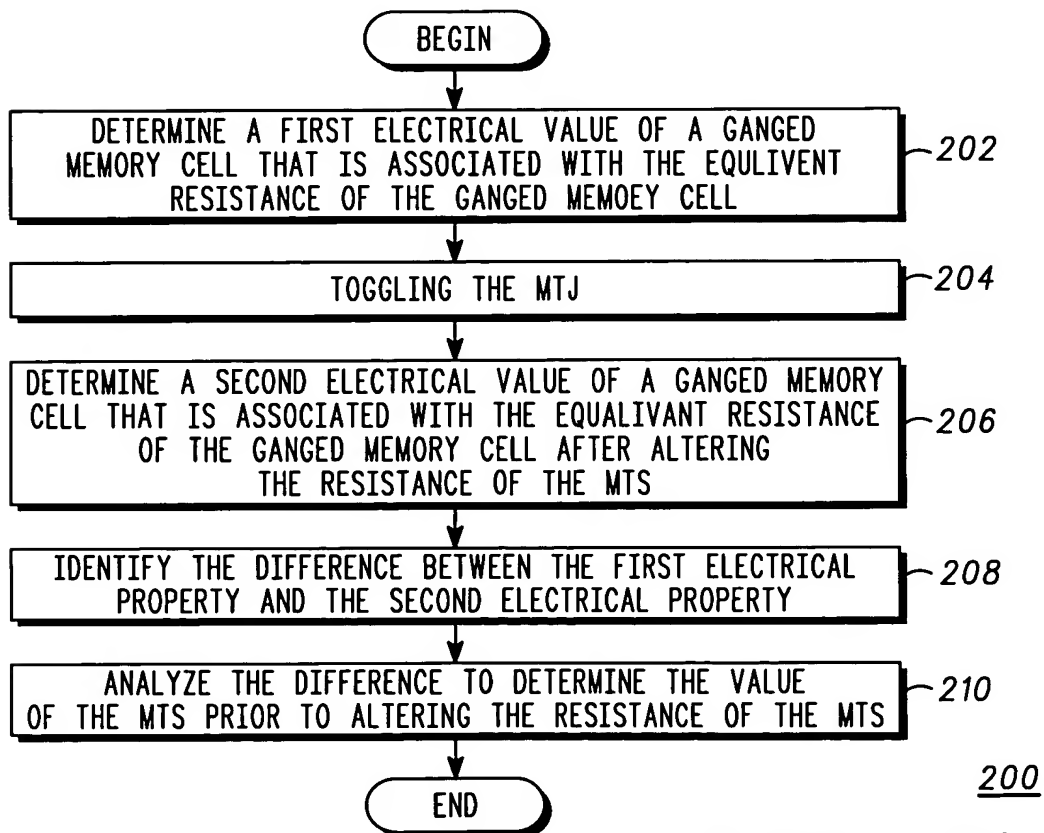 BEGIN
DETERMINE A FIRST ELECTRICAL VALUE OF A GANGED
MEMORY CELL THAT IS ASSOCIATED WITH THE EQULIVENT
RESISTANCE OF THE GANGED MEMOEY CELL
202
TOGGLING THE MTJ
204
DETERMINE A SECOND ELECTRICAL VALUE OF A GANGED MEMORY
CELL THAT IS ASSOCIATED WITH THE EQUALIVANT RESISTANCE
OF THE GANGED MEMORY CELL AFTER ALTERING
THE RESISTANCE OF THE MTS
206
IDENTIFY THE DIFFERENCE BETWEEN THE FIRST ELECTRICAL
PROPERTY AND THE SECOND ELECTRICAL PROPERTY
208
ANALYZE THE DIFFERENCE TO DETERMINE THE VALUE
OF THE MTS PRIOR TO ALTERING THE RESISTANCE OF THE MTS
210
END
200